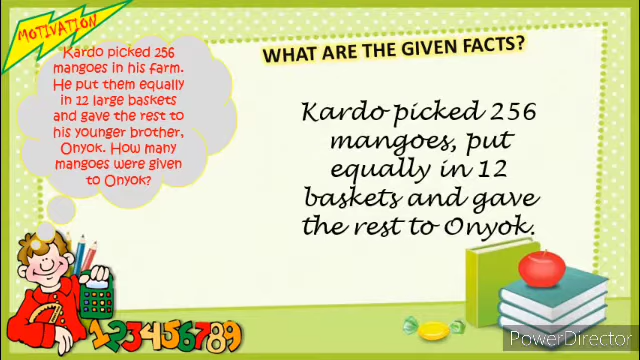 MOTIVATION
Kardo picked 256
mangoes in his farm.
He put them equally
in 12 large baskets
and gave the rest to
his younger brother,
Onyok. How many
mangoes were given
to Onyok?
WHAT ARE THE GIVEN FACTS?
Kardo picked 256
mangoes, put
equally in 12
baskets and gave
the rest to Onyok.
123456789
PowerDirector